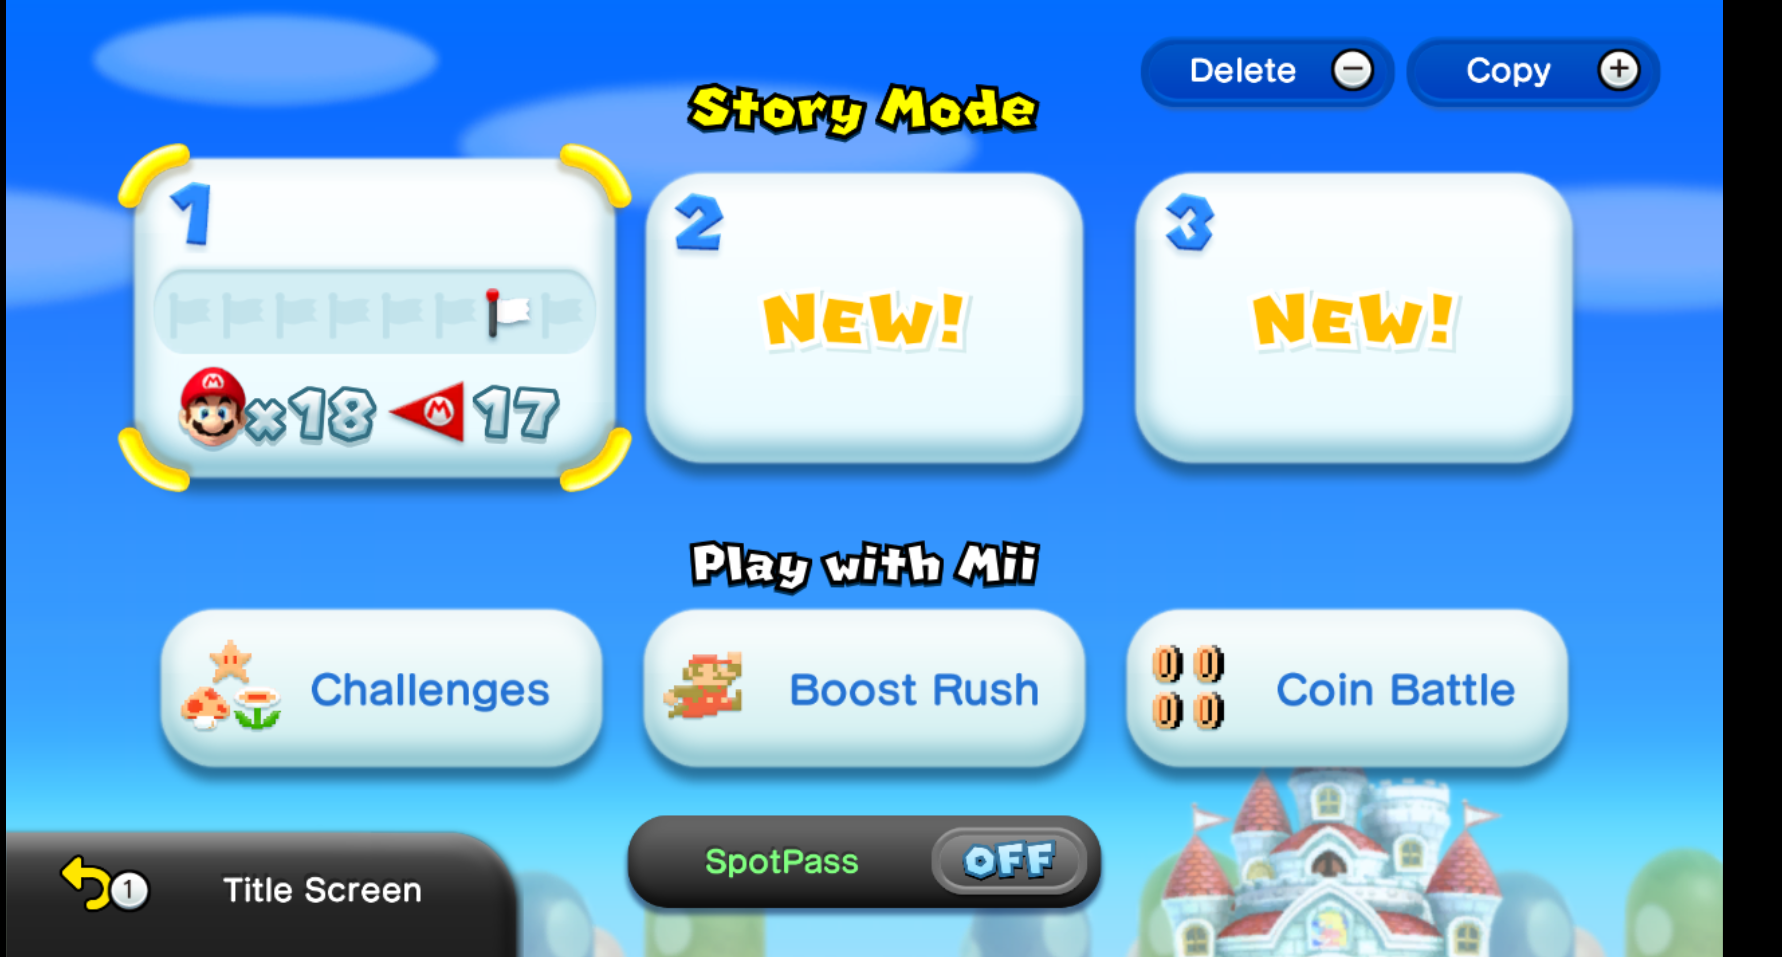 Delete −
Copy +
Story Mode
1
×18 M 17
2
NEW!
3
NEW!
Play with Mii
Challenges
Boost Rush
Coin Battle
SpotPass OFF
1 Title Screen